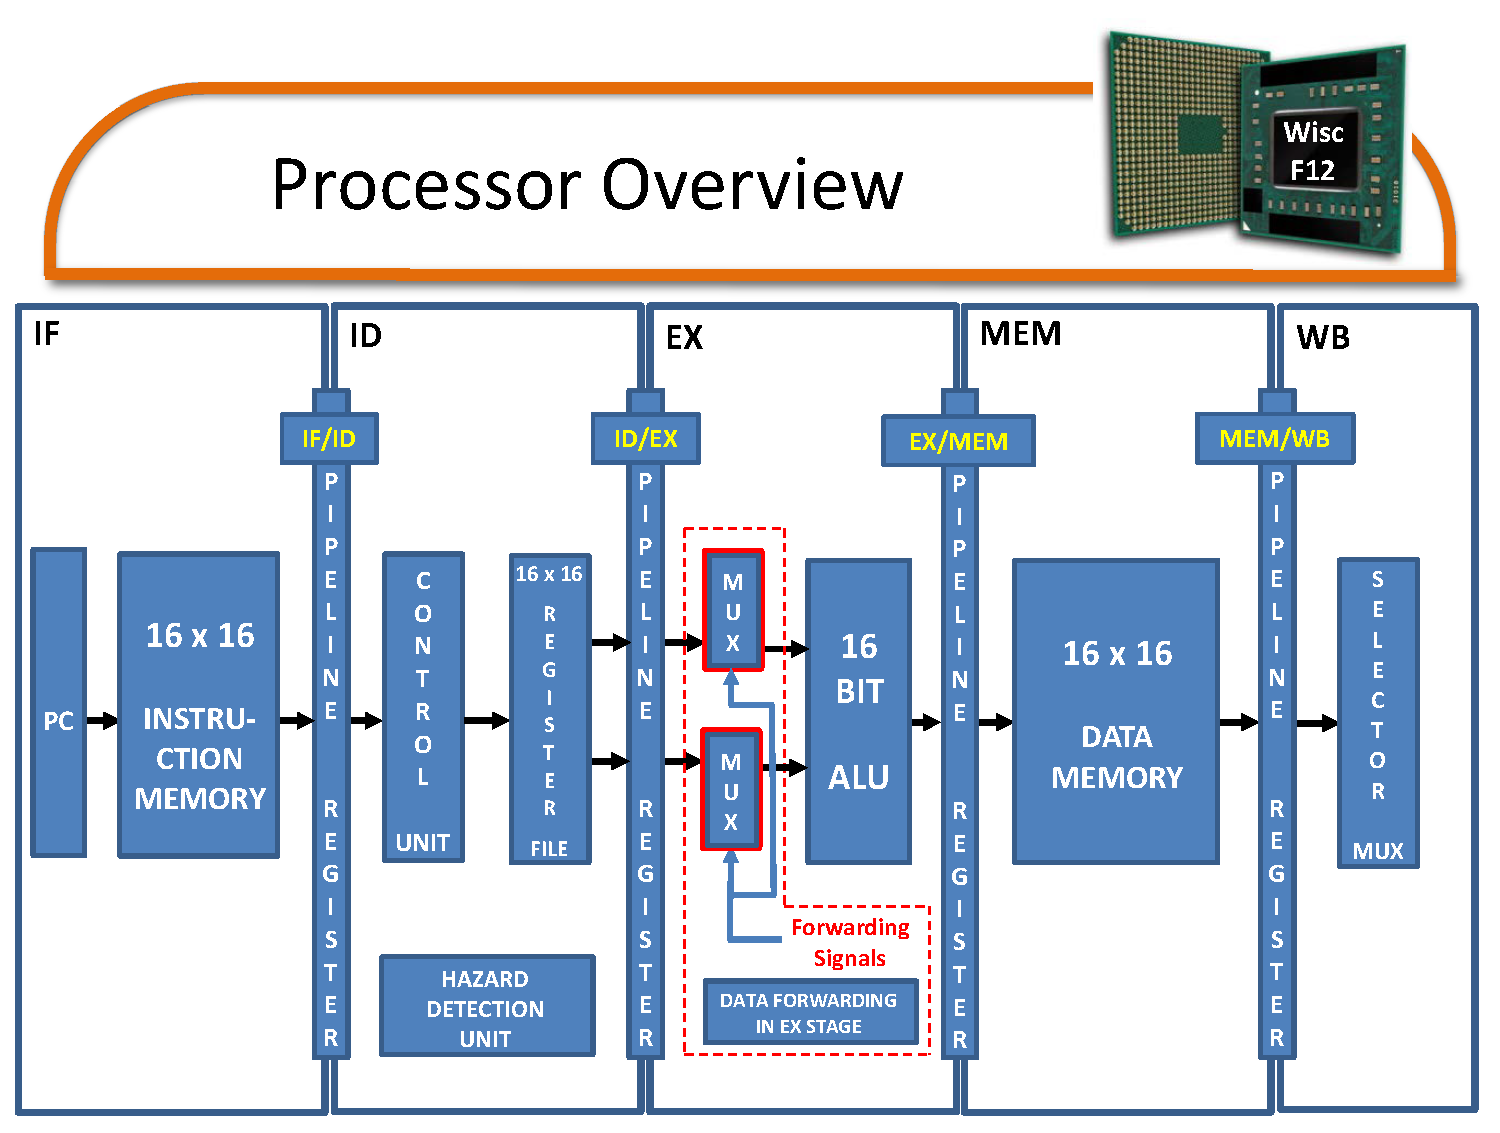 Wisc
F12
Processor Overview
IF
ID
EX
MEM
WB
IF/ID
ID/EX
EX/MEM
MEM/WB
PC
16 x 16
INSTRU-
CTION
MEMORY
PIPELINE REGISTER
CONTROL
UNIT
16 x 16
REGISTER
FILE
HAZARD
DETECTION
UNIT
PIPELINE REGISTER
MUX
MUX
16
BIT
ALU
Forwarding
Signals
DATA FORWARDING
IN EX STAGE
PIPELINE REGISTER
16 x 16
DATA
MEMORY
PIPELINE REGISTER
SELECTOR
MUX